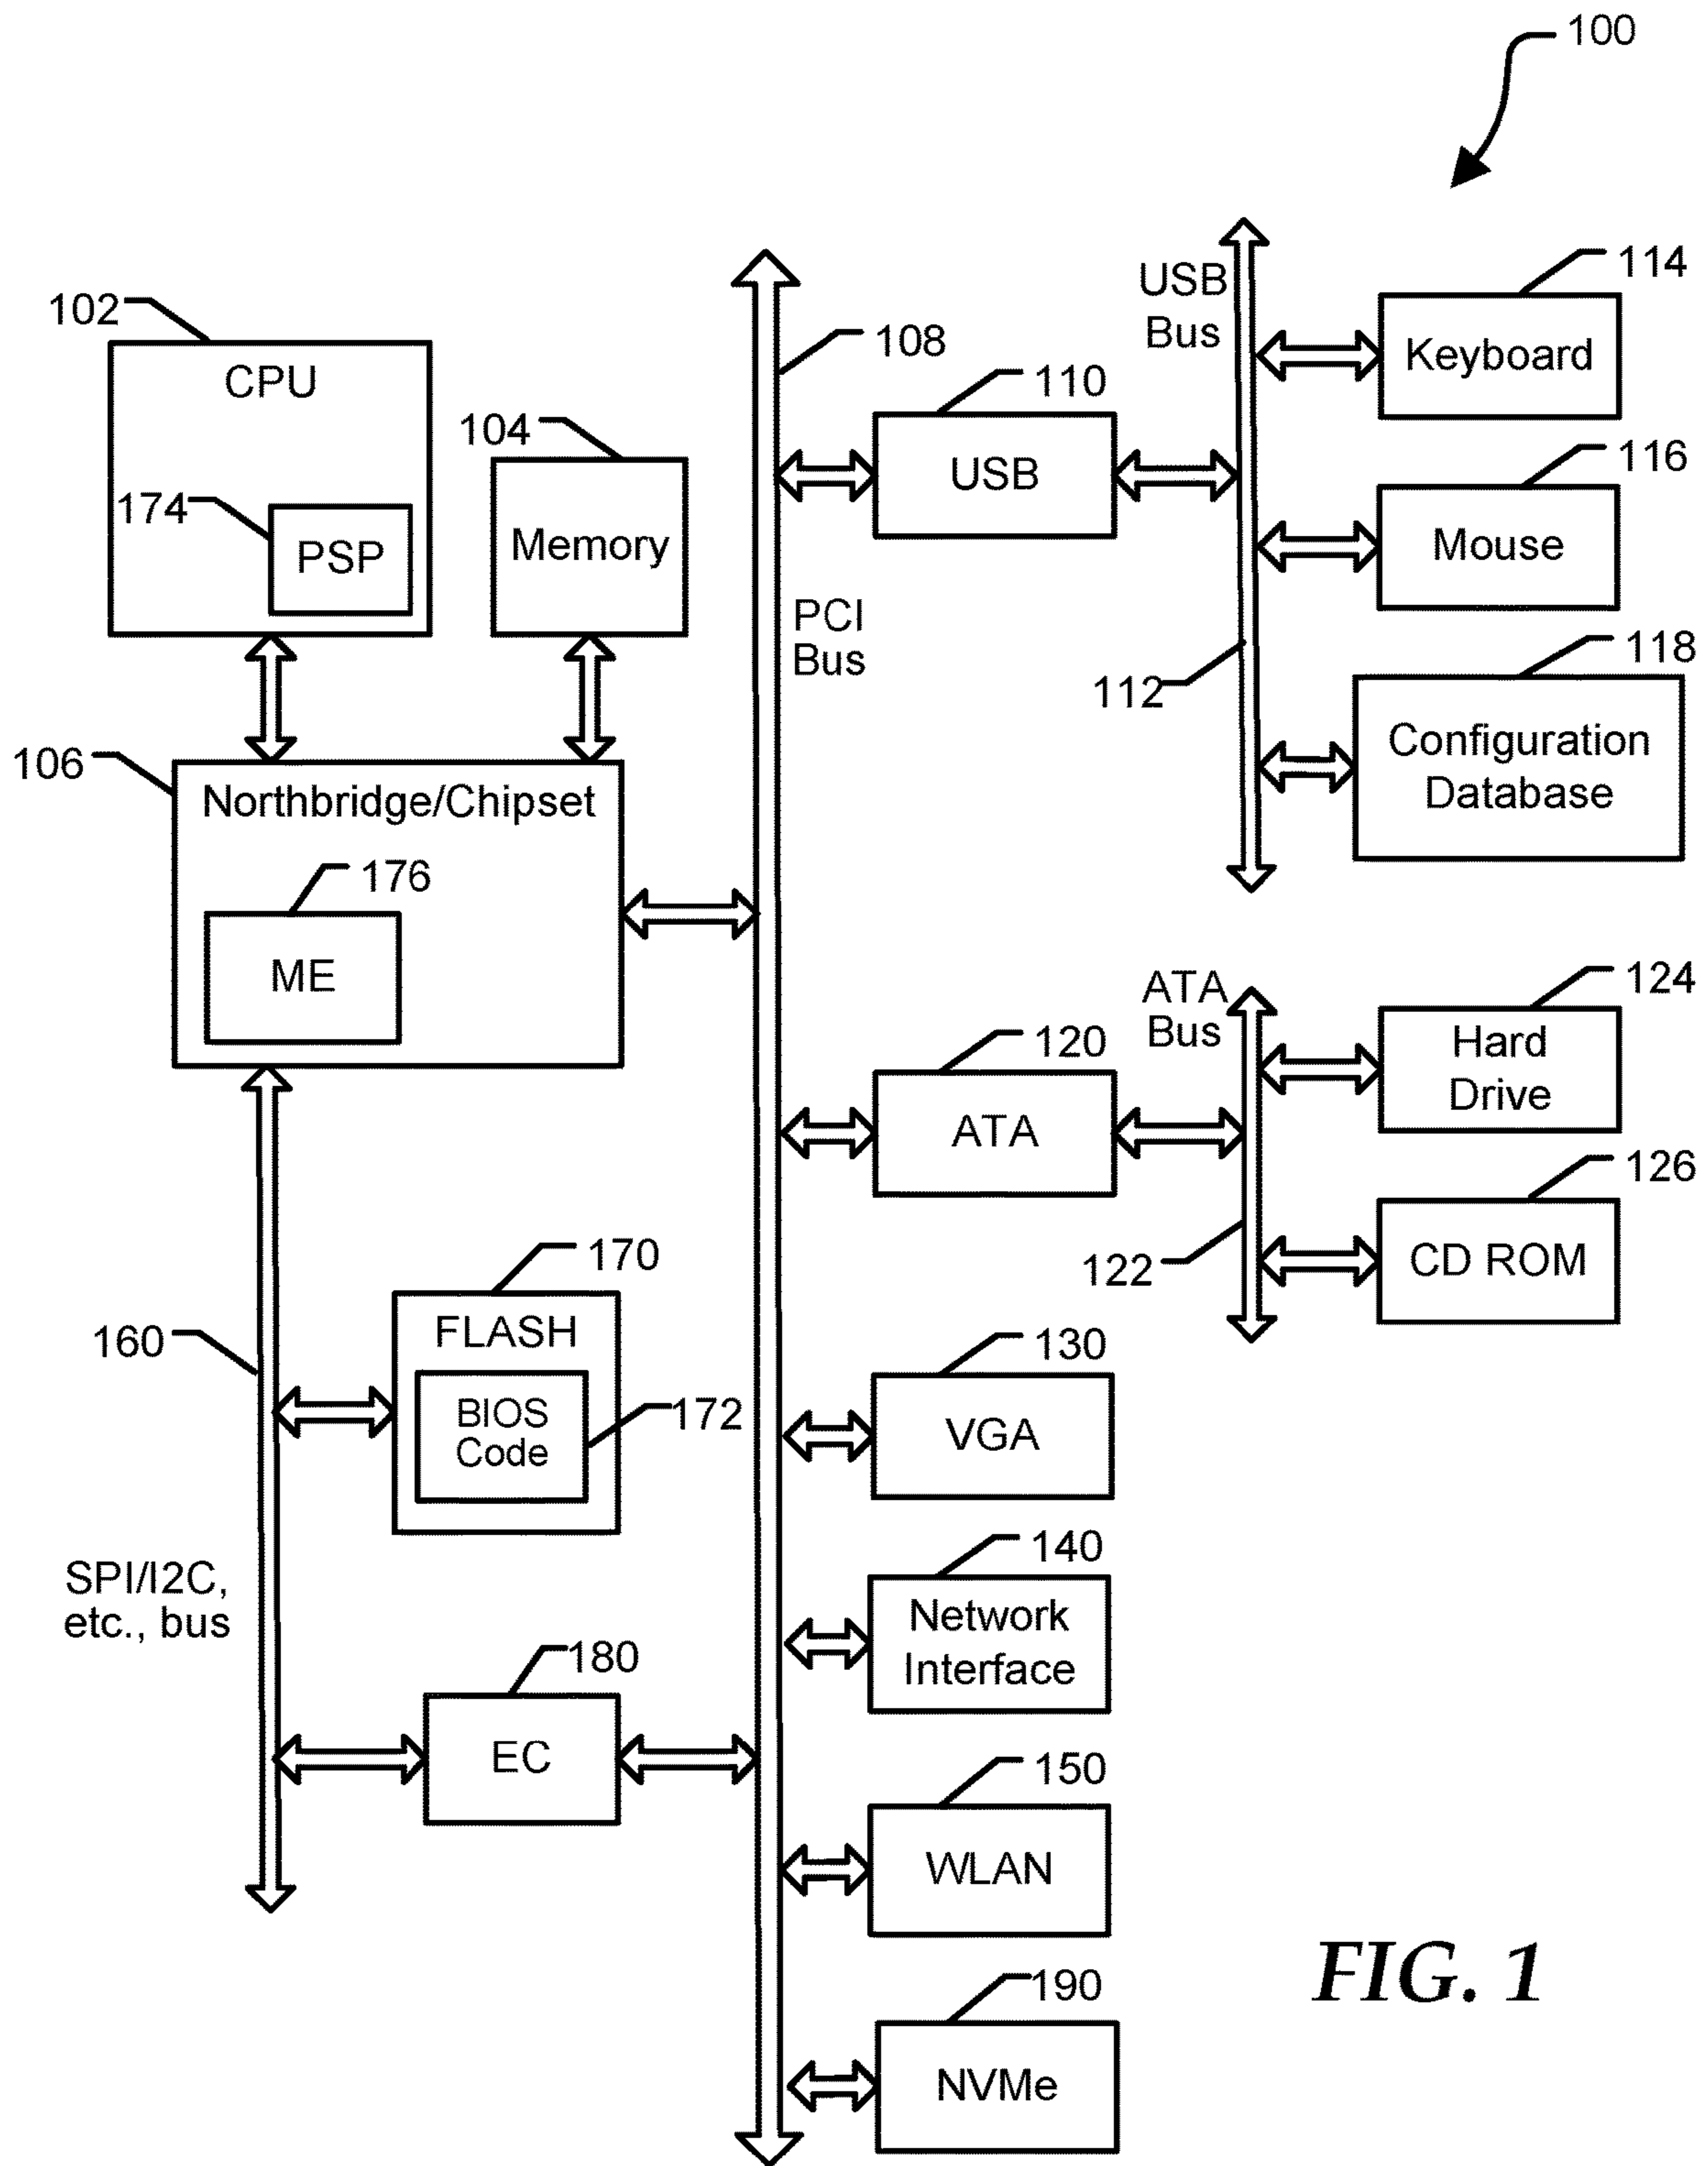 100
102
CPU
174
PSP
104
Memory
106
Northbridge/Chipset
176
ME
108
PCI
Bus
110
USB
USB
Bus
112
114
Keyboard
116
Mouse
118
Configuration
Database
120
ATA
ATA
Bus
122
124
Hard
Drive
126
CD ROM
160
SPI/I2C,
etc., bus
170
FLASH
BIOS
Code
172
180
EC
130
VGA
140
Network
Interface
150
WLAN
190
NVMe
FIG. 1